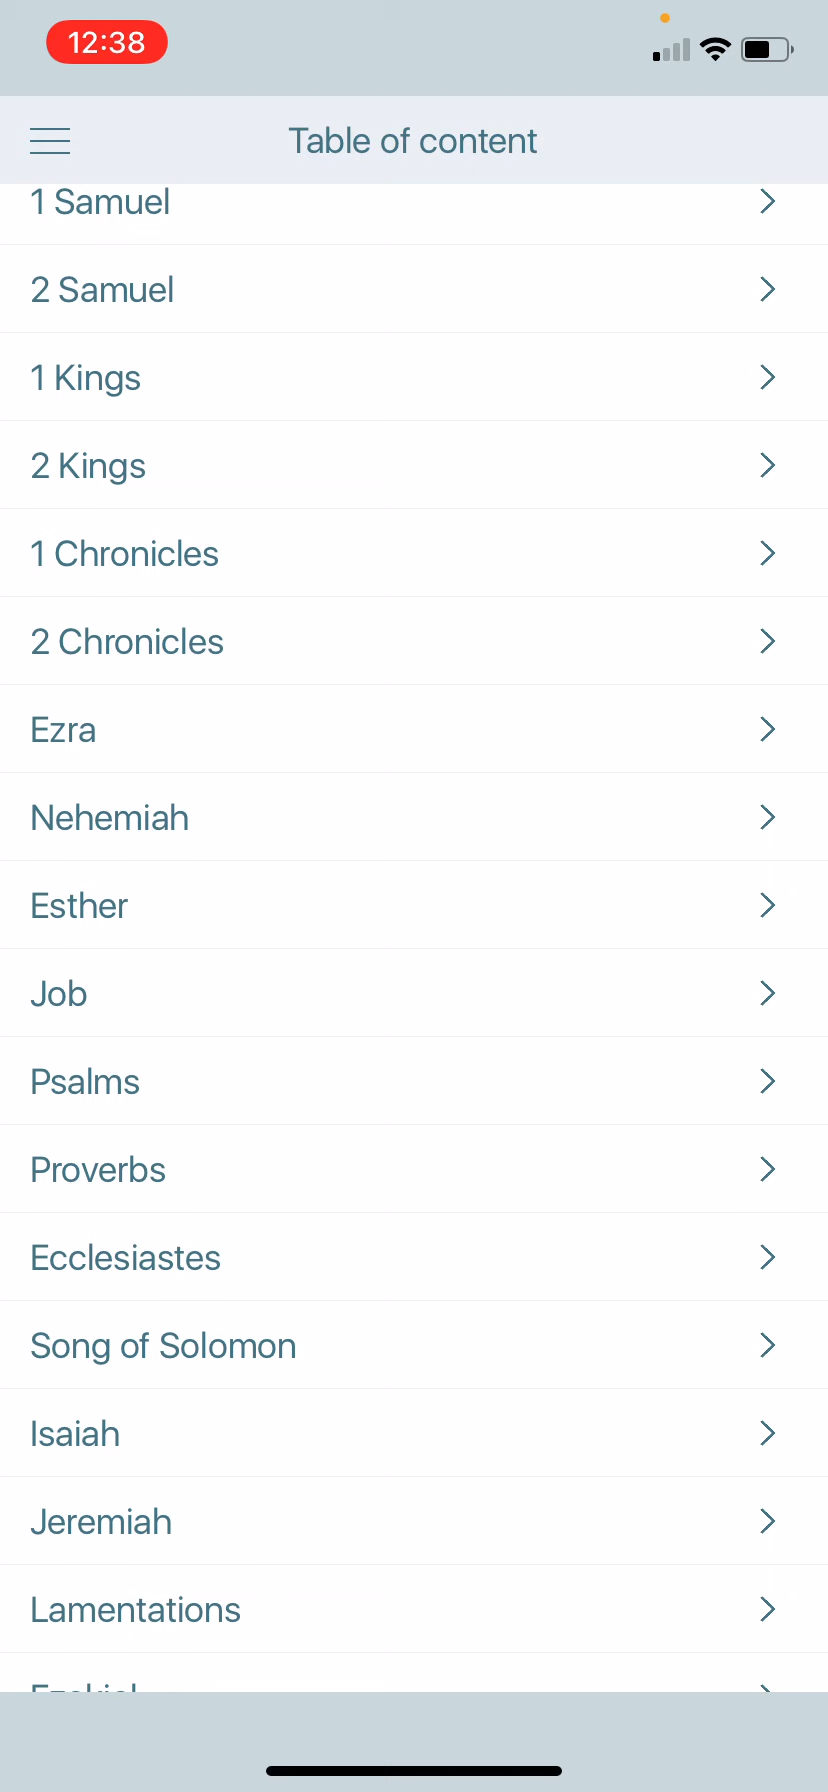 12:38
Table of content
1 Samuel
2 Samuel
1 Kings
2 Kings
1 Chronicles
2 Chronicles
Ezra
Nehemiah
Esther
Job
Psalms
Proverbs
Ecclesiastes
Song of Solomon
Isaiah
Jeremiah
Lamentations
Ezekiel